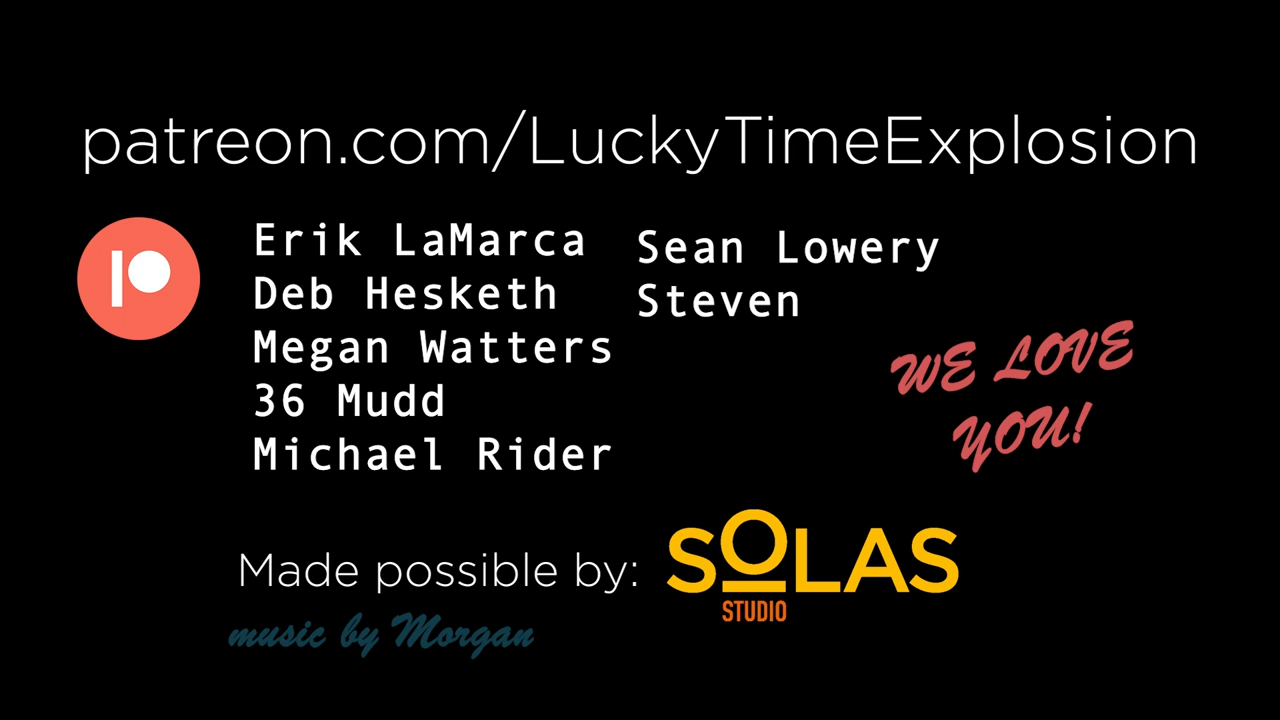 patreon.com/LuckyTimeExplosion
Erik LaMarca
Deb Hesketh
Megan Watters
36 Mudd
Michael Rider
Sean Lowery
Steven
WE LOVE
YOU!
Made possible by:
SOLAS
STUDIO
music by Morgan